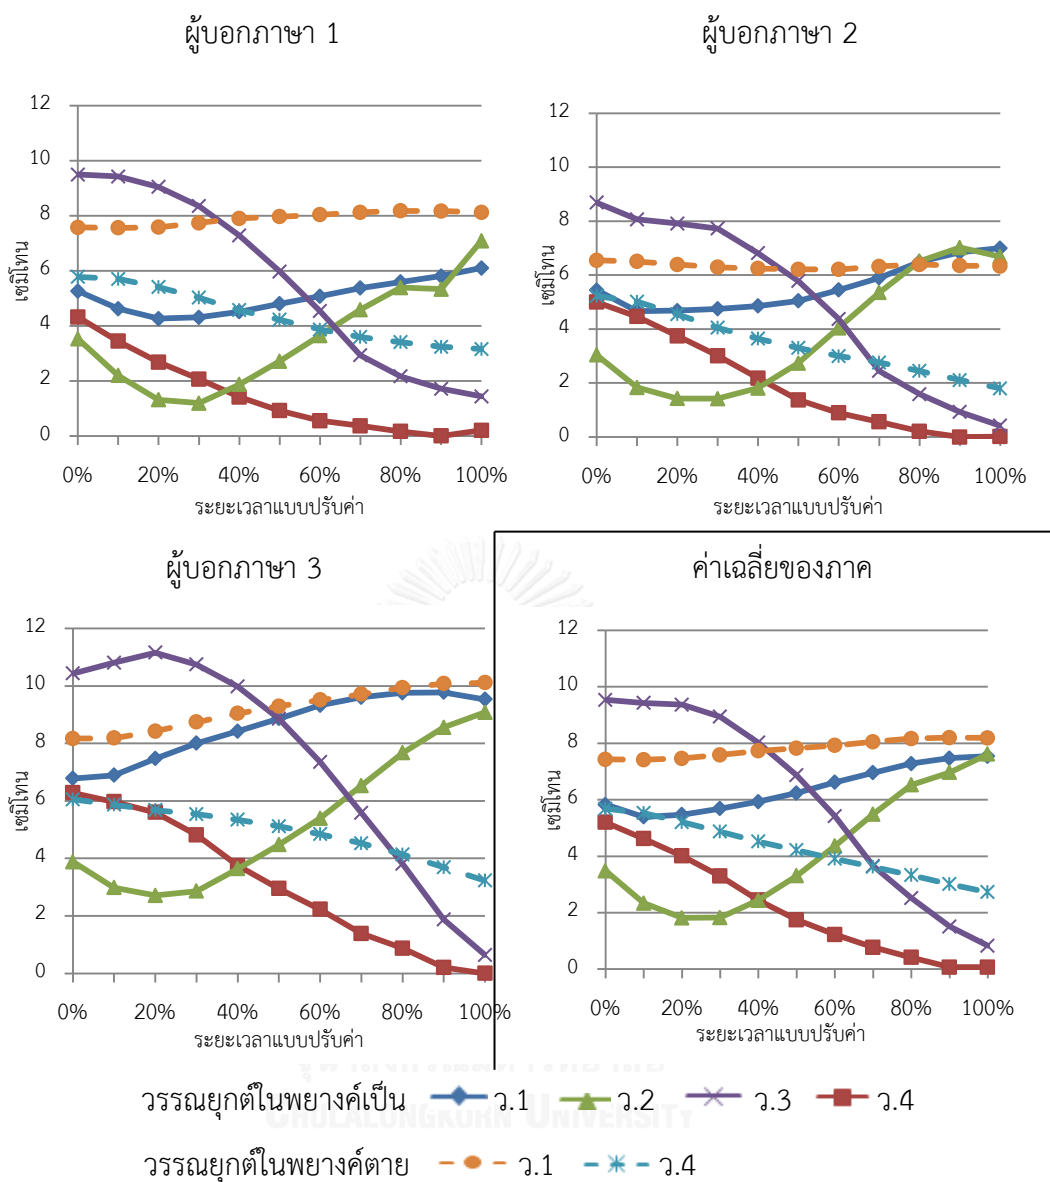 ผู้บอกภาษา 1
12
10
8
6
4
2
0
เซมิโทน
0% 20% 40% 60% 80% 100%
ระยะเวลาแบบปรับค่า
ผู้บอกภาษา 2
12
10
8
6
4
2
0
เซมิโทน
0% 20% 40% 60% 80% 100%
ระยะเวลาแบบปรับค่า
ผู้บอกภาษา 3
12
10
8
6
4
2
0
เซมิโทน
0% 20% 40% 60% 80% 100%
ระยะเวลาแบบปรับค่า
ค่าเฉลี่ยของภาค
12
10
8
6
4
2
0
เซมิโทน
0% 20% 40% 60% 80% 100%
ระยะเวลาแบบปรับค่า
วรรณยุกต์ในพยางค์เป็น ว.1 ว.2 ว.3 ว.4
CHULALONGKORN UNIVERSITY
วรรณยุกต์ในพยางค์ตาย ว.1 ว.4